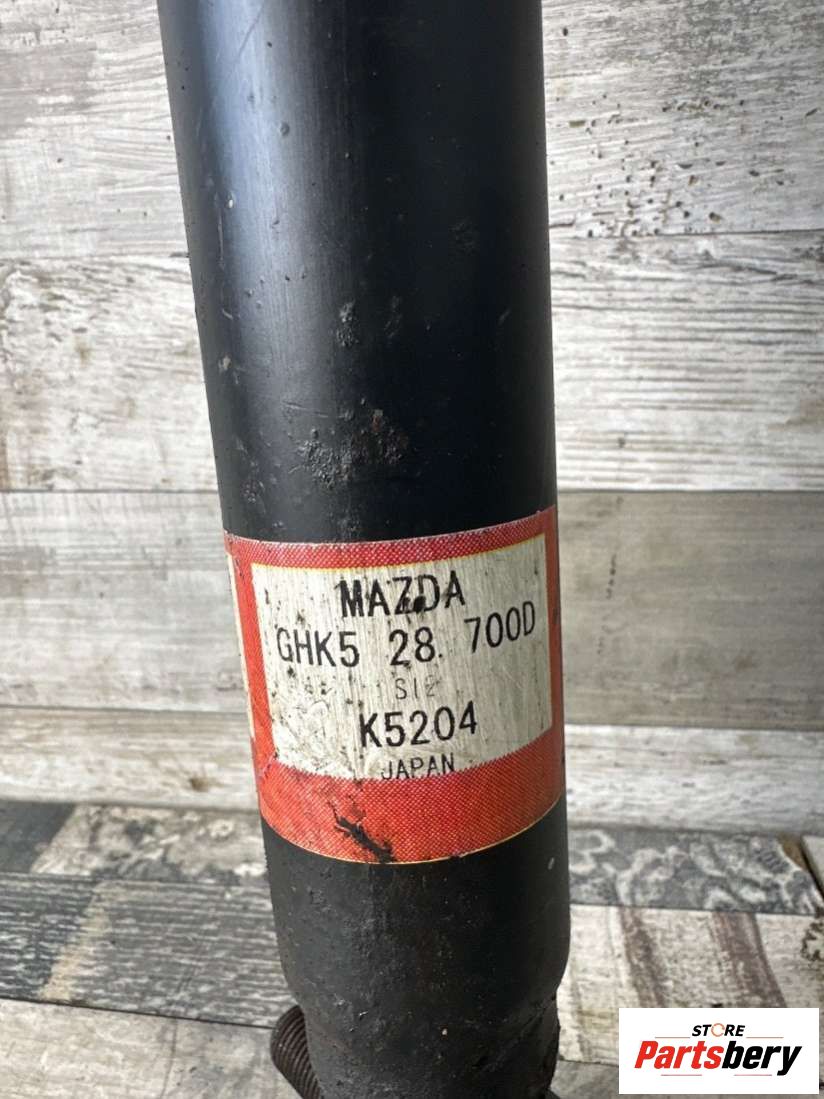 MAZDA
GHK5 28. 700D
K5204
JAPAN
STORE
Partsbery